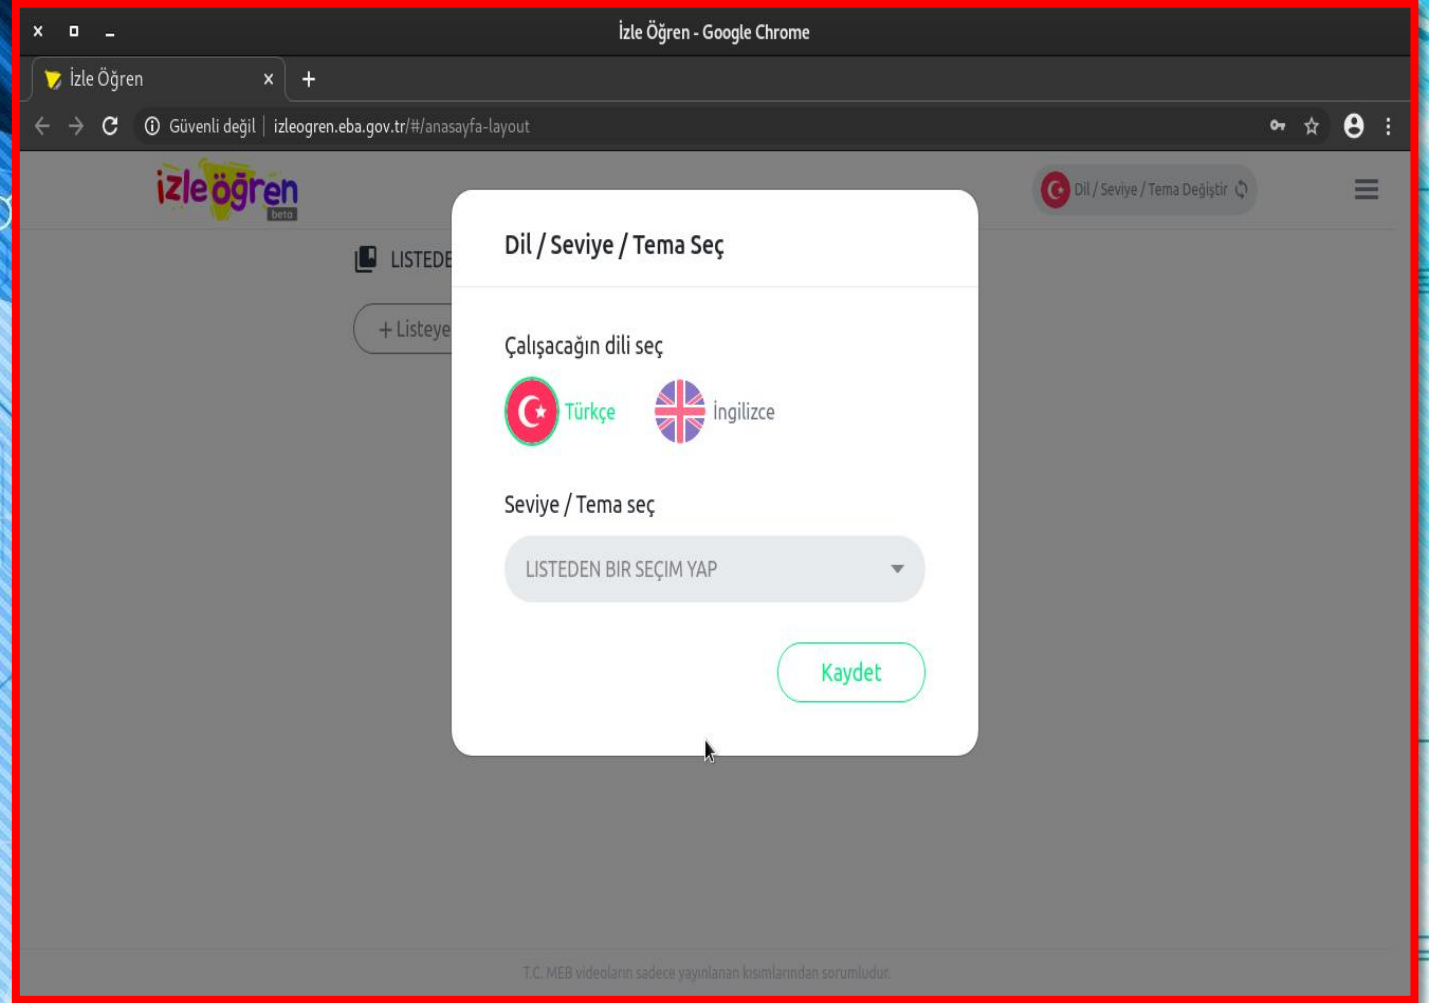 İzle Öğren - Google Chrome
İzle Öğren
Güvenli değil | izleogren.eba.gov.tr/#/anasayfa-layout
izle öğren
beta
Dil / Seviye / Tema Değiştir
LISTEDE
+ Listeye
Dil / Seviye / Tema Seç
Çalışacağın dili seç
Türkçe İngilizce
Seviye / Tema seç
LISTEDEN BIR SEÇIM YAP
Kaydet
T.C. MEB videoların sadece yayınlanan kısımlarından sorumludur.